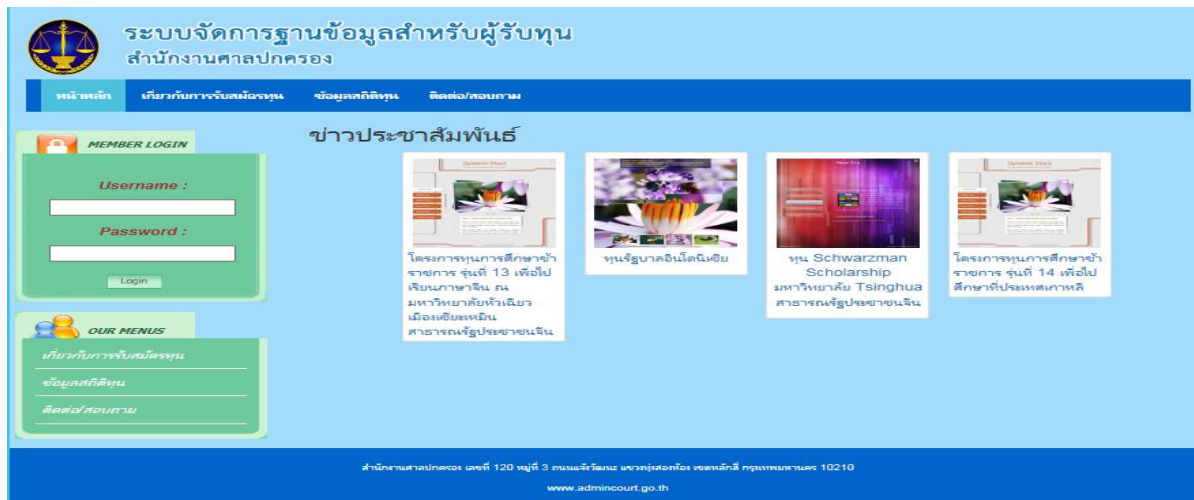 ระบบจัดการฐานข้อมูลสำหรับผู้รับทุน
สำนักงานศาลปกครอง
หน้าหลัก เกี่ยวกับการรับสมัครทุน ข้อมูลสถิติทุน ติดต่อ/สอบถาม
MEMBER LOGIN
Username :
Password :
Login
OUR MENUS
เกี่ยวกับการรับสมัครทุน
ข้อมูลสถิติทุน
ติดต่อ/สอบถาม
ข่าวประชาสัมพันธ์
Dynamic Stack
โครงการทุนการศึกษาข้า
ราชการ รุ่นที่ 13 เพื่อไป
เรียนภาษาจีน ณ
มหาวิทยาลัยหัวเฉียว
เมืองเซียะเหมิน
สาธารณรัฐประชาชนจีน
ทุนรัฐบาลอินโดนีเซีย
ทุน Schwarzman
Scholarship
มหาวิทยาลัย Tsinghua
สาธารณรัฐประชาชนจีน
Dynamic Stack
โครงการทุนการศึกษาข้า
ราชการ รุ่นที่ 14 เพื่อไป
ศึกษาที่ประเทศเกาหลี
สำนักงานศาลปกครอง เลขที่ 120 หมู่ที่ 3 ถนนแจ้งวัฒนะ แขวงทุ่งสองห้อง เขตหลักสี่ กรุงเทพมหานคร 10210
www.admincourt.go.th